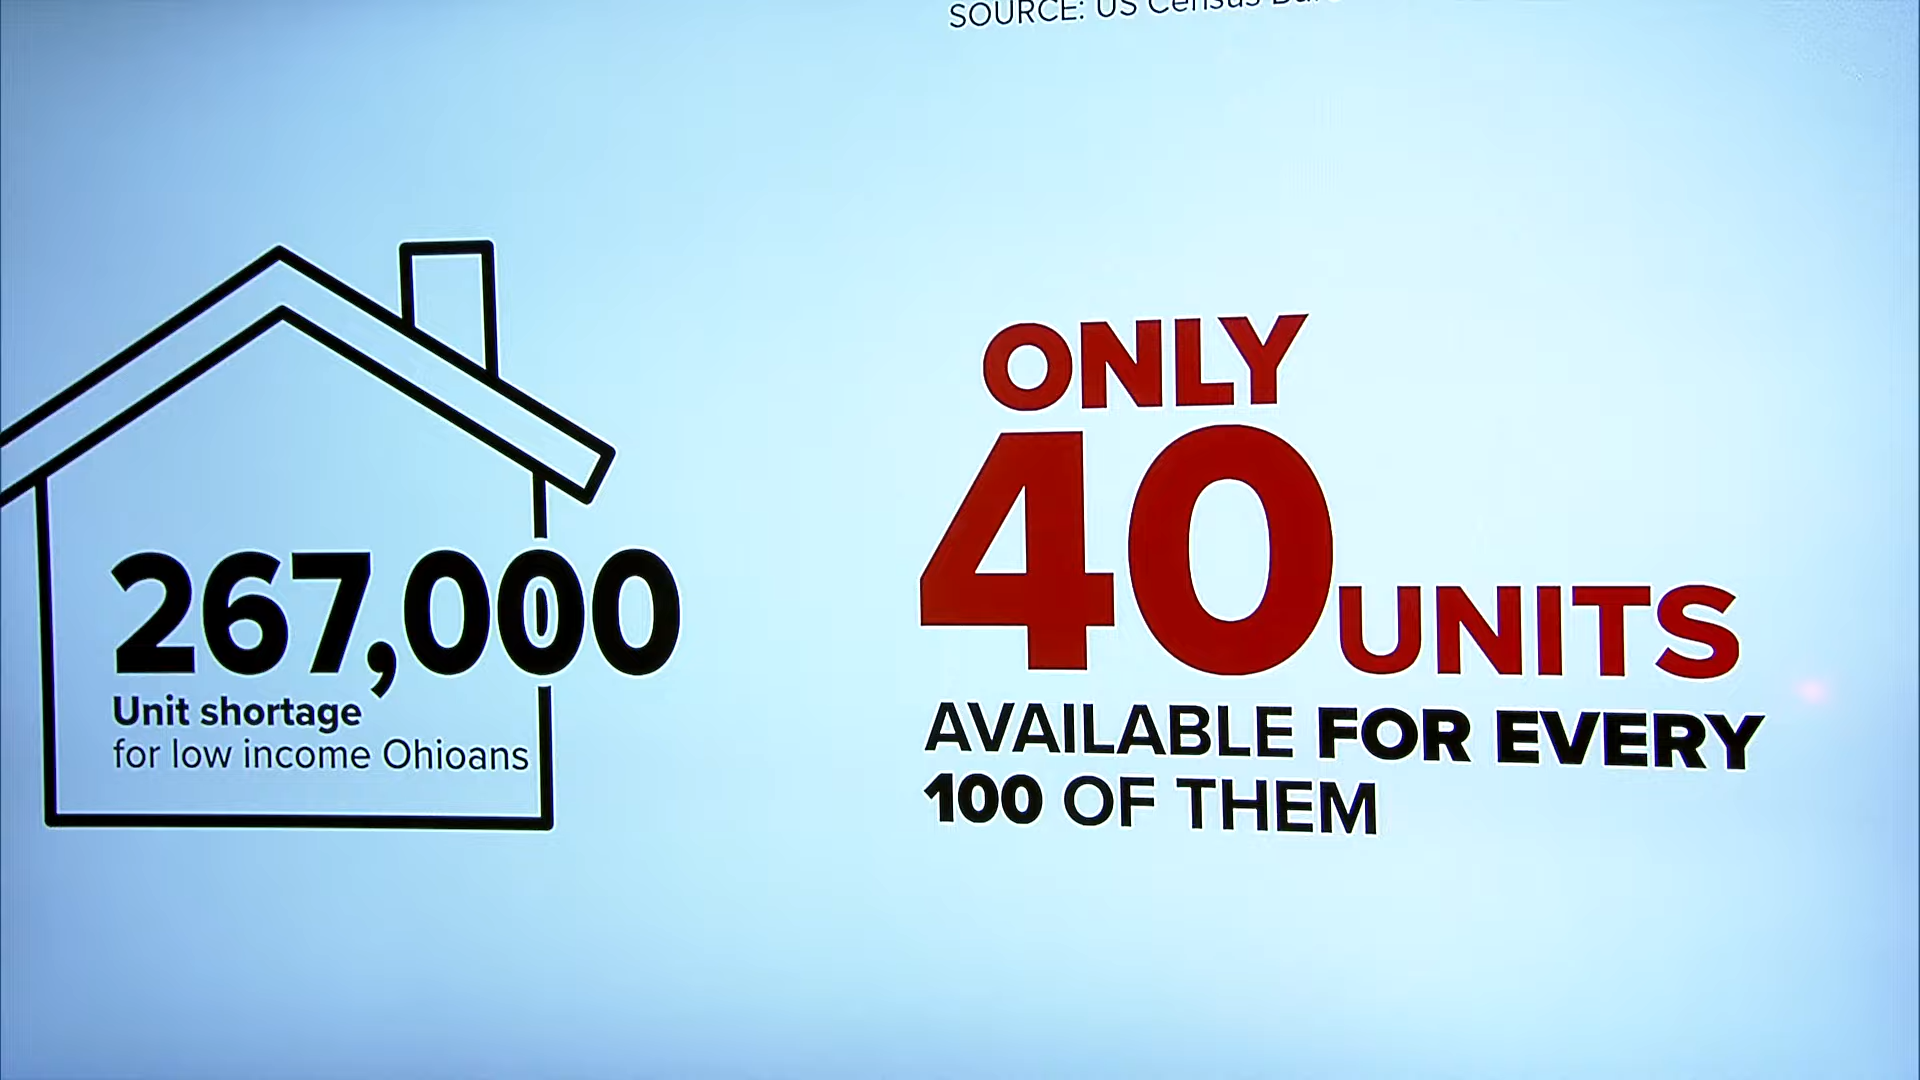 SOURCE: US Census
267,000
Unit shortage
for low income Ohioans
ONLY
40 UNITS
AVAILABLE FOR EVERY
100 OF THEM